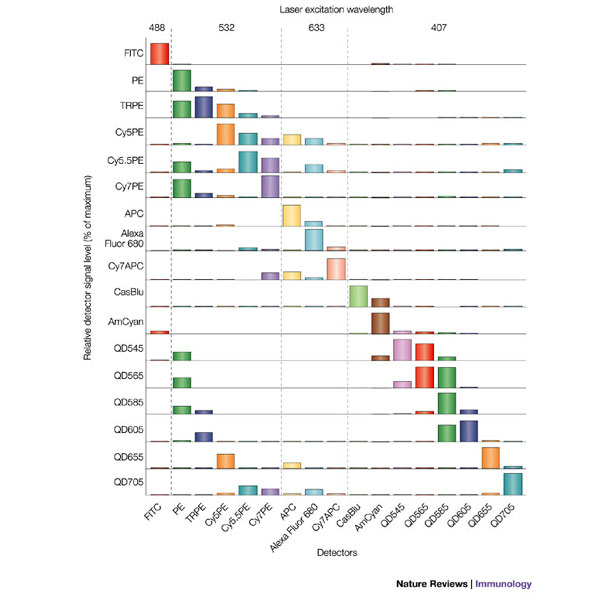 Laser excitation wavelength
488 532 633 407
Relative detector signal level (% of maximum)
FITC
PE
TRPE
Cy5PE
Cy5.5PE
Cy7PE
APC
Alexa
Fluor 680
Cy7APC
CasBlu
AmCyan
QD545
QD565
QD585
QD605
QD655
QD705
FITC PE TRPE Cy5PE Cy5.5PE Cy7PE APC Alexa Fluor 680 Cy7APC CasBlu AmCyan QD545 QD565 QD565 QD605 QD655 QD705
Detectors
Nature Reviews | Immunology